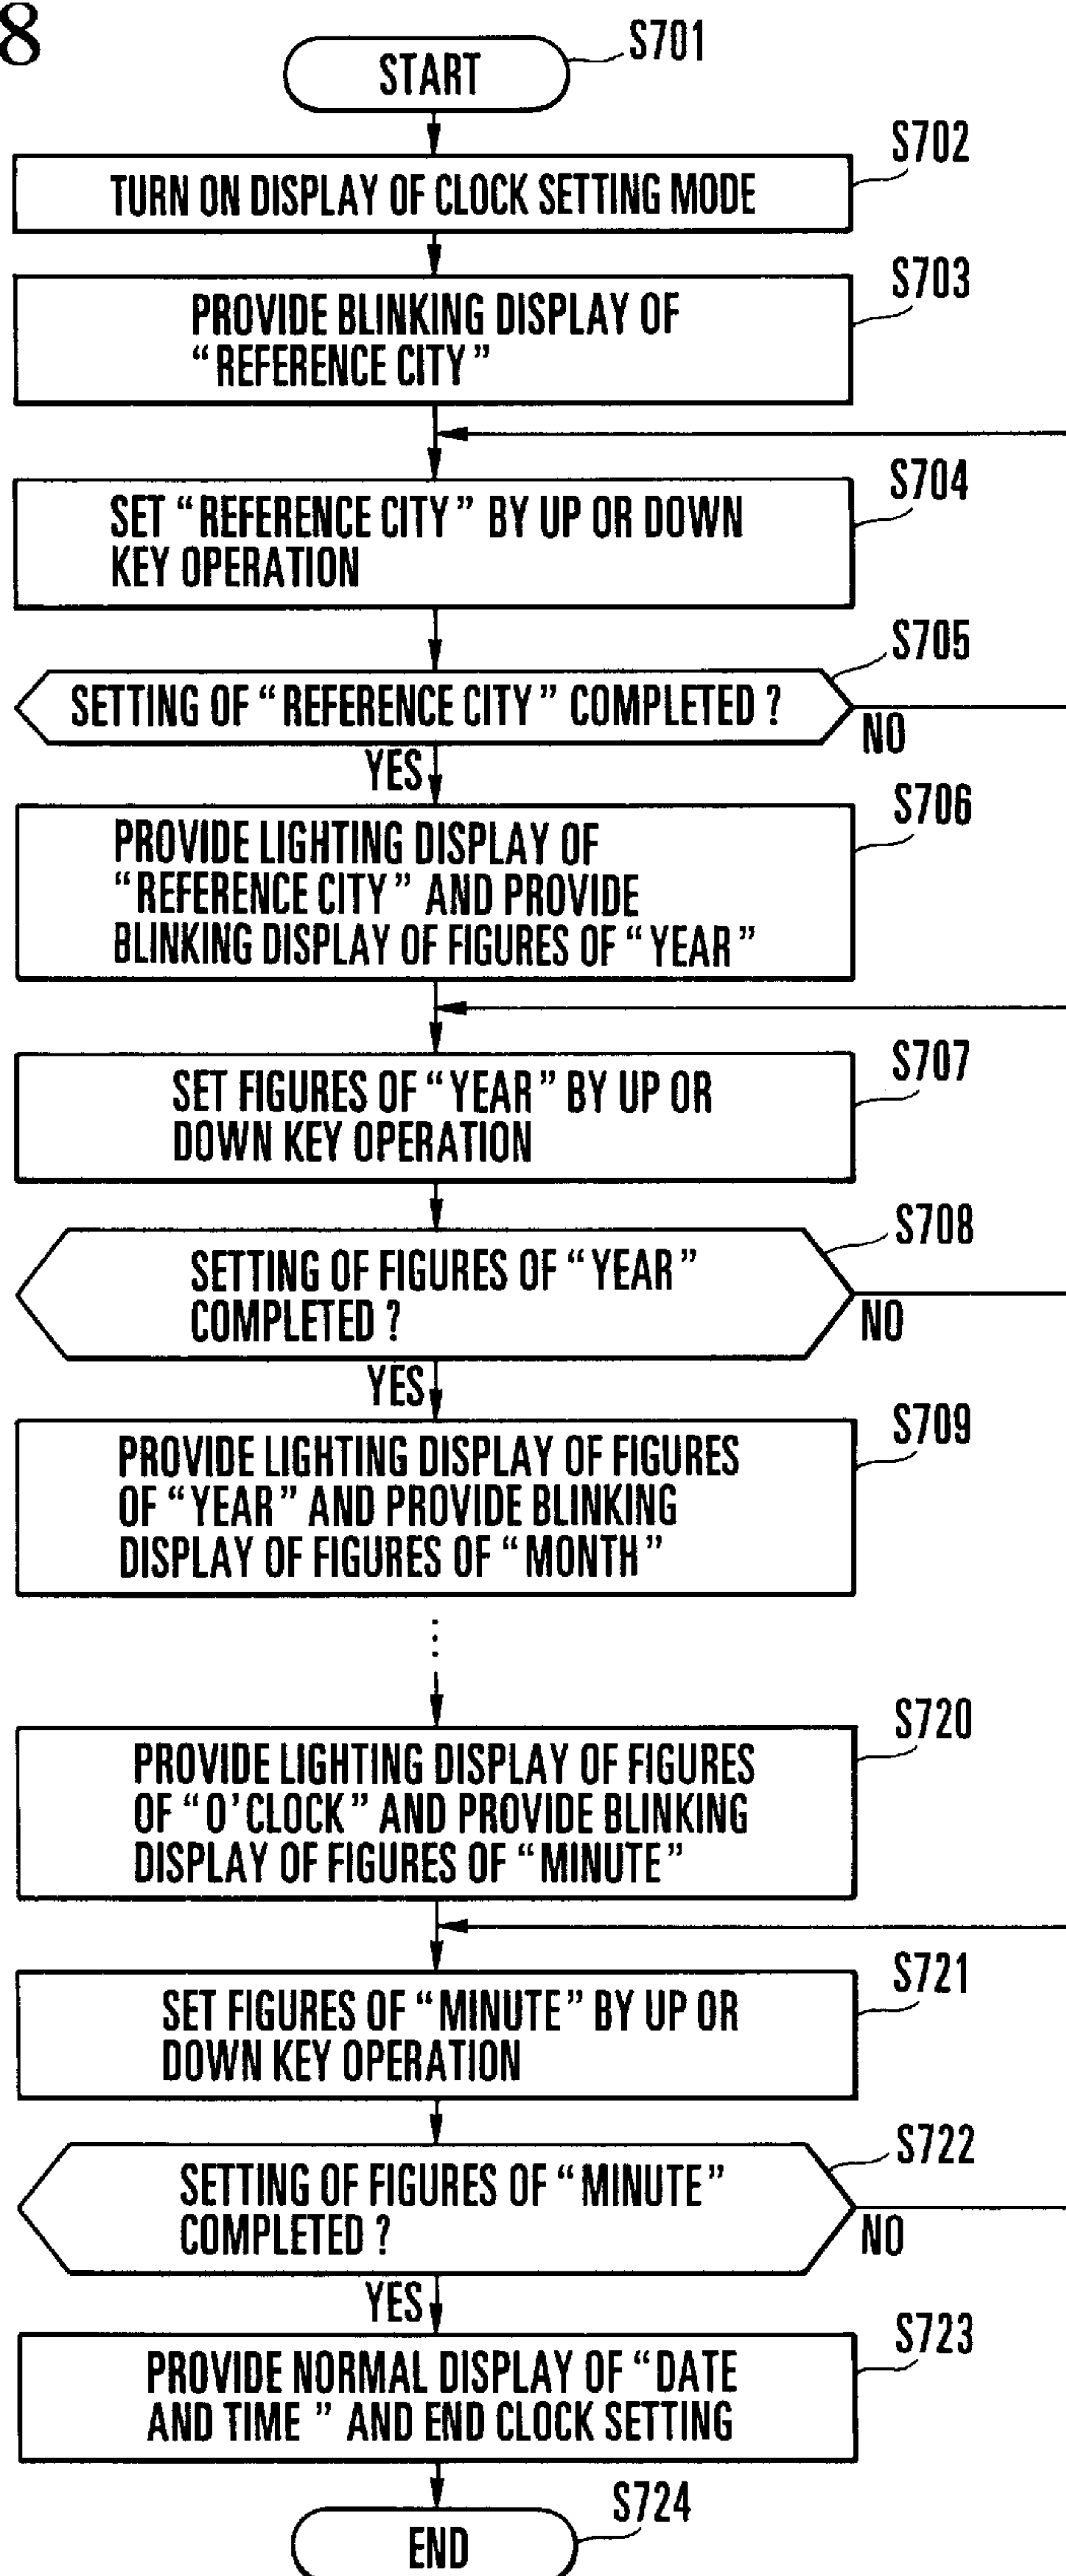 8
START
S701
S702
TURN ON DISPLAY OF CLOCK SETTING MODE
S703
PROVIDE BLINKING DISPLAY OF
“REFERENCE CITY”
S704
SET “REFERENCE CITY” BY UP OR DOWN
KEY OPERATION
S705
SETTING OF “REFERENCE CITY” COMPLETED ?
NO
YES
S706
PROVIDE LIGHTING DISPLAY OF
“REFERENCE CITY” AND PROVIDE
BLINKING DISPLAY OF FIGURES OF “YEAR”
S707
SET FIGURES OF “YEAR” BY UP OR
DOWN KEY OPERATION
S708
SETTING OF FIGURES OF “YEAR”
COMPLETED ?
NO
YES
S709
PROVIDE LIGHTING DISPLAY OF FIGURES
OF “YEAR” AND PROVIDE BLINKING
DISPLAY OF FIGURES OF “MONTH”
S720
PROVIDE LIGHTING DISPLAY OF FIGURES
OF “O’CLOCK” AND PROVIDE BLINKING
DISPLAY OF FIGURES OF “MINUTE”
S721
SET FIGURES OF “MINUTE” BY UP OR
DOWN KEY OPERATION
S722
SETTING OF FIGURES OF “MINUTE”
COMPLETED ?
NO
YES
S723
PROVIDE NORMAL DISPLAY OF “DATE
AND TIME” AND END CLOCK SETTING
S724
END